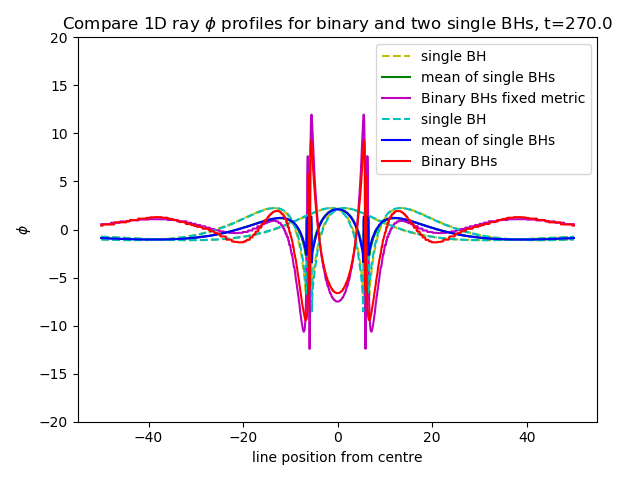 Compare 1D ray ϕ profiles for binary and two single BHs, t=270.0
20
15
10
5
0
−5
−10
−15
−20
ϕ
single BH
mean of single BHs
Binary BHs fixed metric
single BH
mean of single BHs
Binary BHs
−40 −20 0 20 40
line position from centre